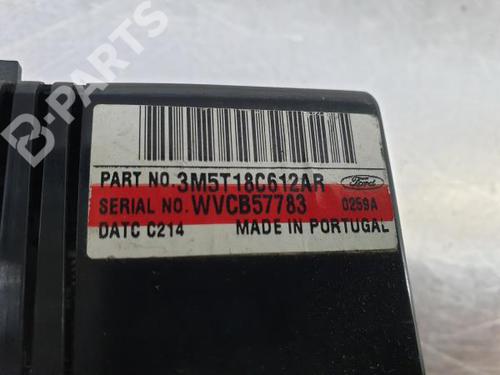 B-PARTS
PART NO. 3M5T18C612AR Ford
SERIAL NO. WVCB57783 0259A
DATC C214 MADE IN PORTUGAL